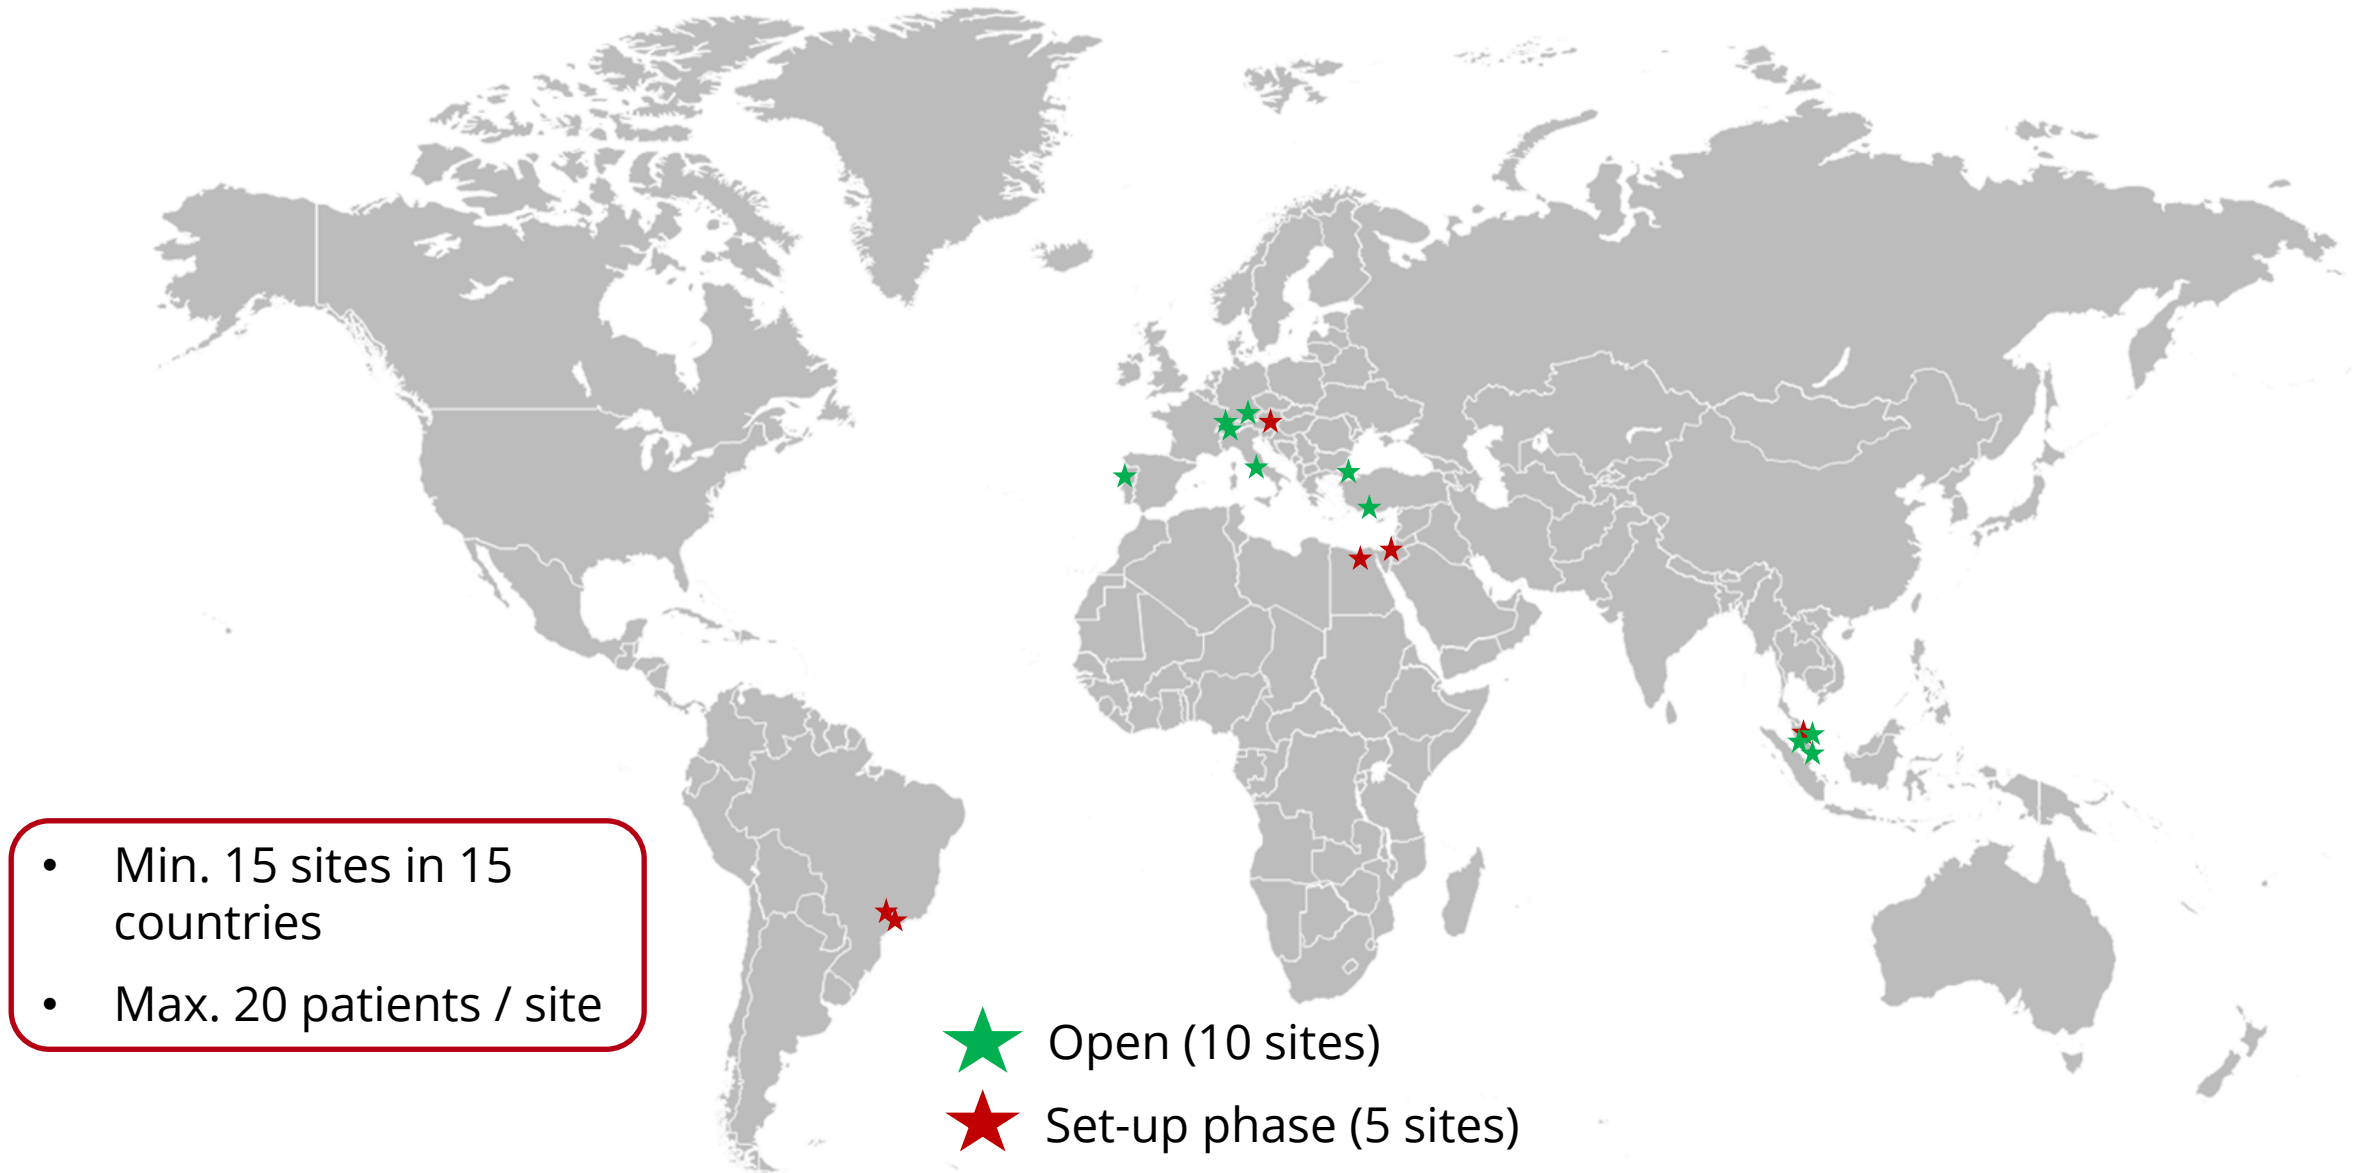 • Min. 15 sites in 15
countries
• Max. 20 patients / site
Open (10 sites)
Set-up phase (5 sites)